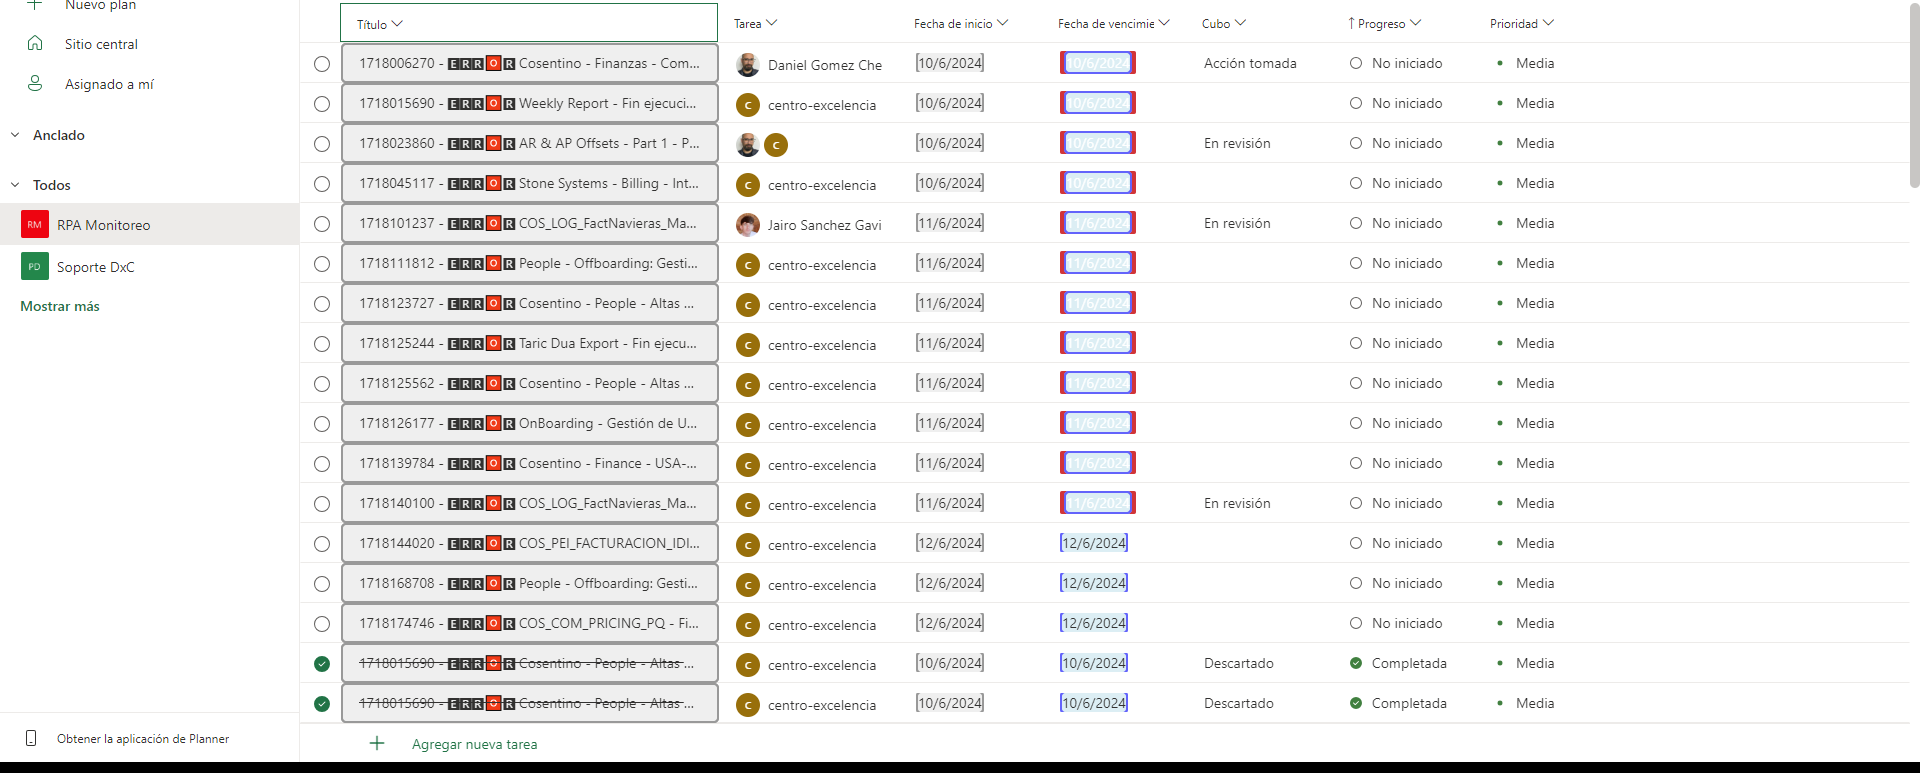 Nuevo plan
Sitio central
Asignado a mí
Anclado
Todos
RM RPA Monitoreo
PD Soporte DxC
Mostrar más
Obtener la aplicación de Planner
Título Tarea Fecha de inicio Fecha de vencimie Cubo ↑ Progreso Prioridad
1718006270 - ERROR Cosentino - Finanzas - Com... Daniel Gomez Che [10/6/2024] [10/6/2024] Acción tomada No iniciado • Media
1718015690 - ERROR Weekly Report - Fin ejecuci... C centro-excelencia [10/6/2024] [10/6/2024] No iniciado • Media
1718023860 - ERROR AR & AP Offsets - Part 1 - P... C [10/6/2024] [10/6/2024] En revisión No iniciado • Media
1718045117 - ERROR Stone Systems - Billing - Int... C centro-excelencia [10/6/2024] [10/6/2024] No iniciado • Media
1718101237 - ERROR COS_LOG_FactNavieras_Ma... Jairo Sanchez Gavi [11/6/2024] [11/6/2024] En revisión No iniciado • Media
1718111812 - ERROR People - Offboarding: Gesti... C centro-excelencia [11/6/2024] [11/6/2024] No iniciado • Media
1718123727 - ERROR Cosentino - People - Altas ... C centro-excelencia [11/6/2024] [11/6/2024] No iniciado • Media
1718125244 - ERROR Taric Dua Export - Fin ejecu... C centro-excelencia [11/6/2024] [11/6/2024] No iniciado • Media
1718125562 - ERROR Cosentino - People - Altas ... C centro-excelencia [11/6/2024] [11/6/2024] No iniciado • Media
1718126177 - ERROR OnBoarding - Gestión de U... C centro-excelencia [11/6/2024] [11/6/2024] No iniciado • Media
1718139784 - ERROR Cosentino - Finance - USA-... C centro-excelencia [11/6/2024] [11/6/2024] No iniciado • Media
1718140100 - ERROR COS_LOG_FactNavieras_Ma... C centro-excelencia [11/6/2024] [11/6/2024] En revisión No iniciado • Media
1718144020 - ERROR COS_PEI_FACTURACION_IDI... C centro-excelencia [12/6/2024] [12/6/2024] No iniciado • Media
1718168708 - ERROR People - Offboarding: Gesti... C centro-excelencia [12/6/2024] [12/6/2024] No iniciado • Media
1718174746 - ERROR COS_COM_PRICING_PQ - Fi... C centro-excelencia [12/6/2024] [12/6/2024] No iniciado • Media
1718015690 - ERROR Cosentino - People - Altas ... C centro-excelencia [10/6/2024] [10/6/2024] Descartado Completada • Media
1718015690 - ERROR Cosentino - People - Altas ... C centro-excelencia [10/6/2024] [10/6/2024] Descartado Completada • Media
Agregar nueva tarea